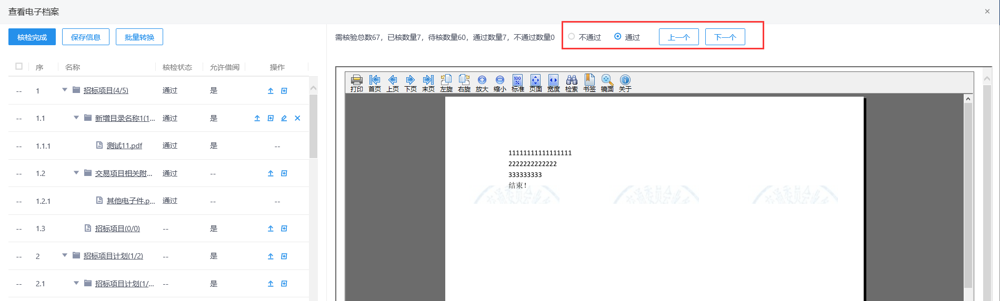 查看电子档案
核检完成 保存信息 批量转换
需核验总数67，已核数量7，待核数量60，通过数量7，不通过数量0 不通过 通过 上一个 下一个
序 名称 核检状态 允许借阅 操作
-- 1 招标项目(4/5) 通过 是
-- 1.1 新增目录名称1(1... 通过 是
-- 1.1.1 测试11.pdf 通过 是 --
-- 1.2 交易项目相关附... 通过 --
-- 1.2.1 其他电子件.p... 通过 -- --
-- 1.3 招标项目(0/0) -- 是
-- 2 招标项目计划(1/2) -- 是
-- 2.1 招标项目计划(1/... -- 是
100 %
打印 首页 上页 下页 末页 左旋 右旋 放大 缩小 标准 页面 宽度 检索 书签 镜面 关于
11111111111111111
2222222222222
333333333
结束！